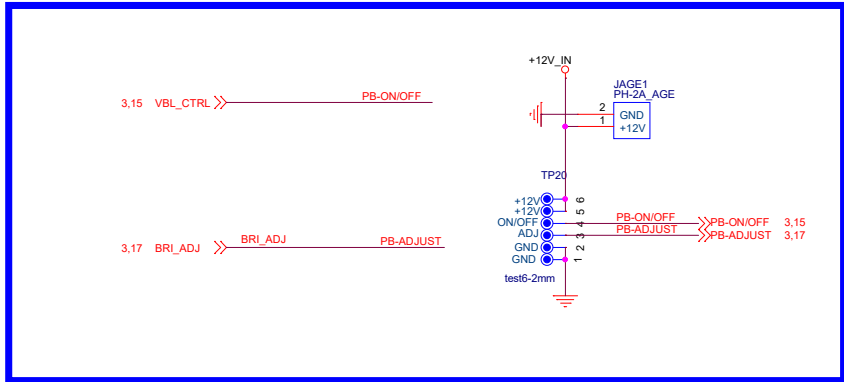 +12V_IN
JAGE1
PH-2A_AGE
3,15 VBL_CTRL PB-ON/OFF
2 GND
1 +12V
TP20
+12V 6
+12V 5
ON/OFF 4 PB-ON/OFF PB-ON/OFF 3,15
ADJ 3 PB-ADJUST PB-ADJUST 3,17
3,17 BRI_ADJ BRI_ADJ PB-ADJUST
GND 2
GND 1
test6-2mm